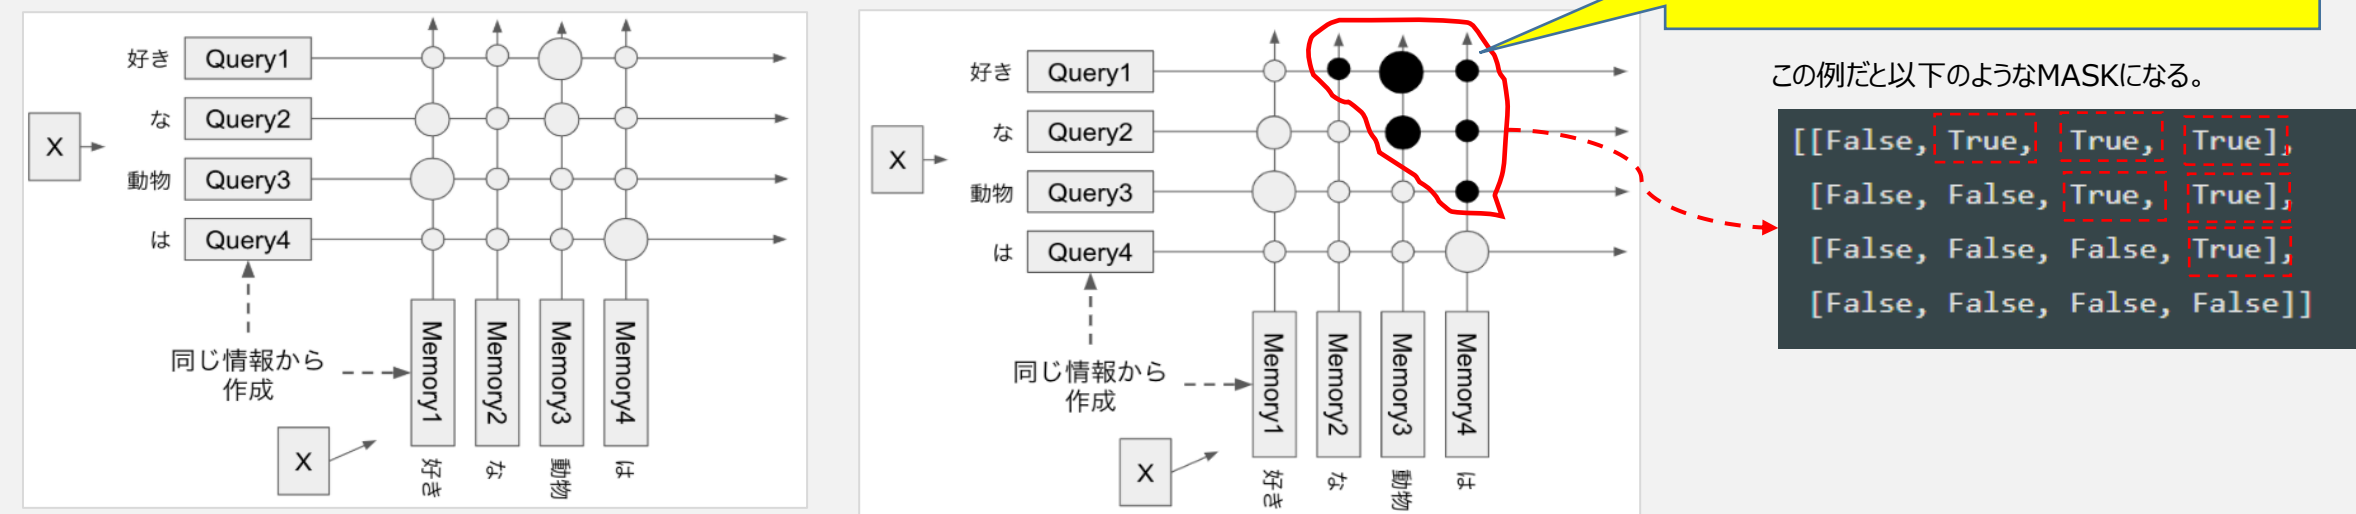 好き Query1
な Query2
X
動物 Query3
は Query4
同じ情報から
作成
Memory1
Memory2
Memory3
Memory4
X
好き
な
動物
は
好き Query1
な Query2
X
動物 Query3
は Query4
同じ情報から
作成
Memory1
Memory2
Memory3
Memory4
X
好き
な
動物
は
この例だと以下のようなMASKになる。
[[False, True, True, True],
[False, False, True, True],
[False, False, False, True],
[False, False, False, False]]